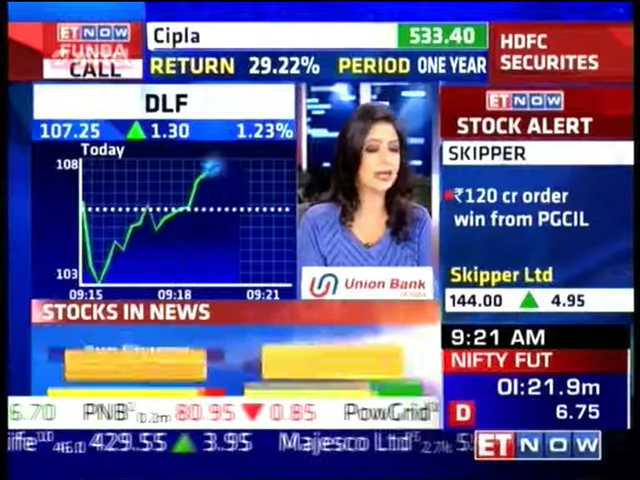 ET NOW
FUNDA
CALL
Cipla 533.40
RETURN 29.22% PERIOD ONE YEAR
HDFC
SECURITES
DLF
107.25 ▲ 1.30 1.23%
Today
108
103
09:15 09:18 09:21
Union Bank
ET NOW
STOCK ALERT
SKIPPER
₹120 cr order
win from PGCIL
Skipper Ltd
144.00 ▲ 4.95
STOCKS IN NEWS
9:21 AM
NIFTY FUT
01:21.9m
D 6.75
6.70 PNB 80.95 ▼ 0.85 PowGrid
429.55 ▲ 3.95 Majesco Ltd
ET NOW